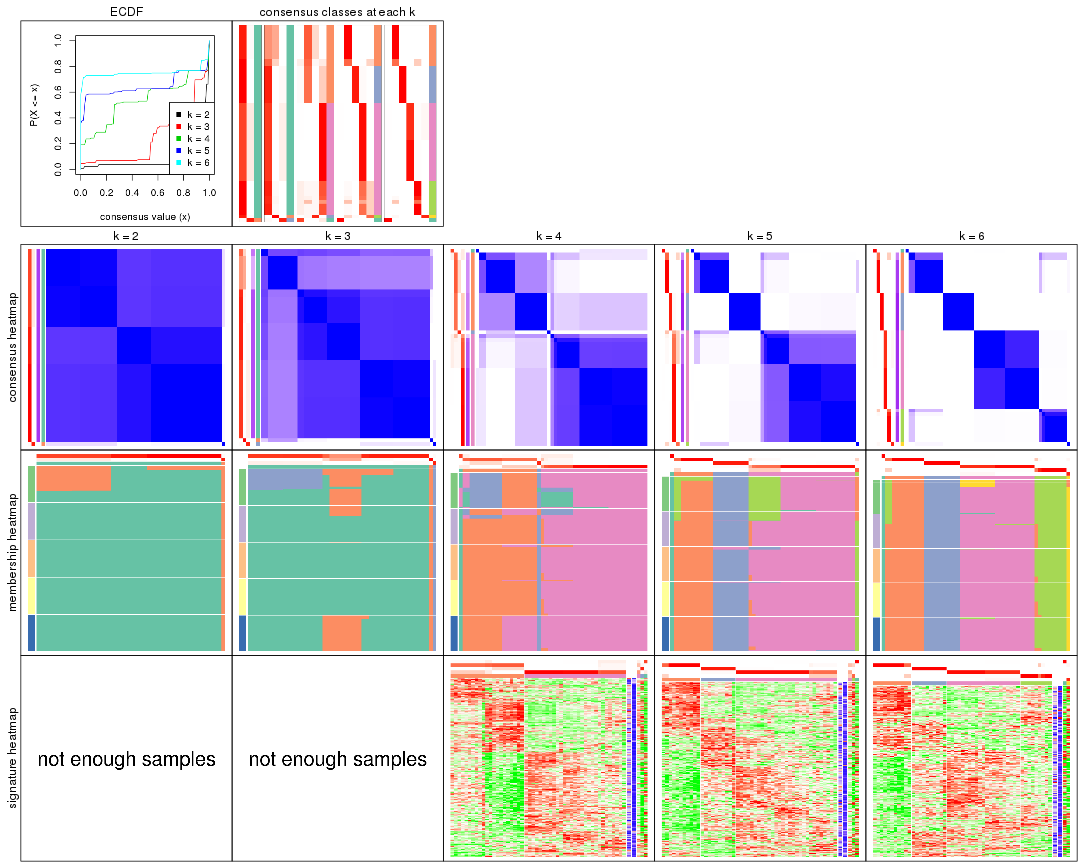 ECDF
consensus classes at each k
P(X <= x)
0.0 0.2 0.4 0.6 0.8 1.0
k = 2
k = 3
k = 4
k = 5
k = 6
0.0 0.2 0.4 0.6 0.8 1.0
consensus value (x)
k = 2
k = 3
k = 4
k = 5
k = 6
consensus heatmap
membership heatmap
signature heatmap
not enough samples
not enough samples